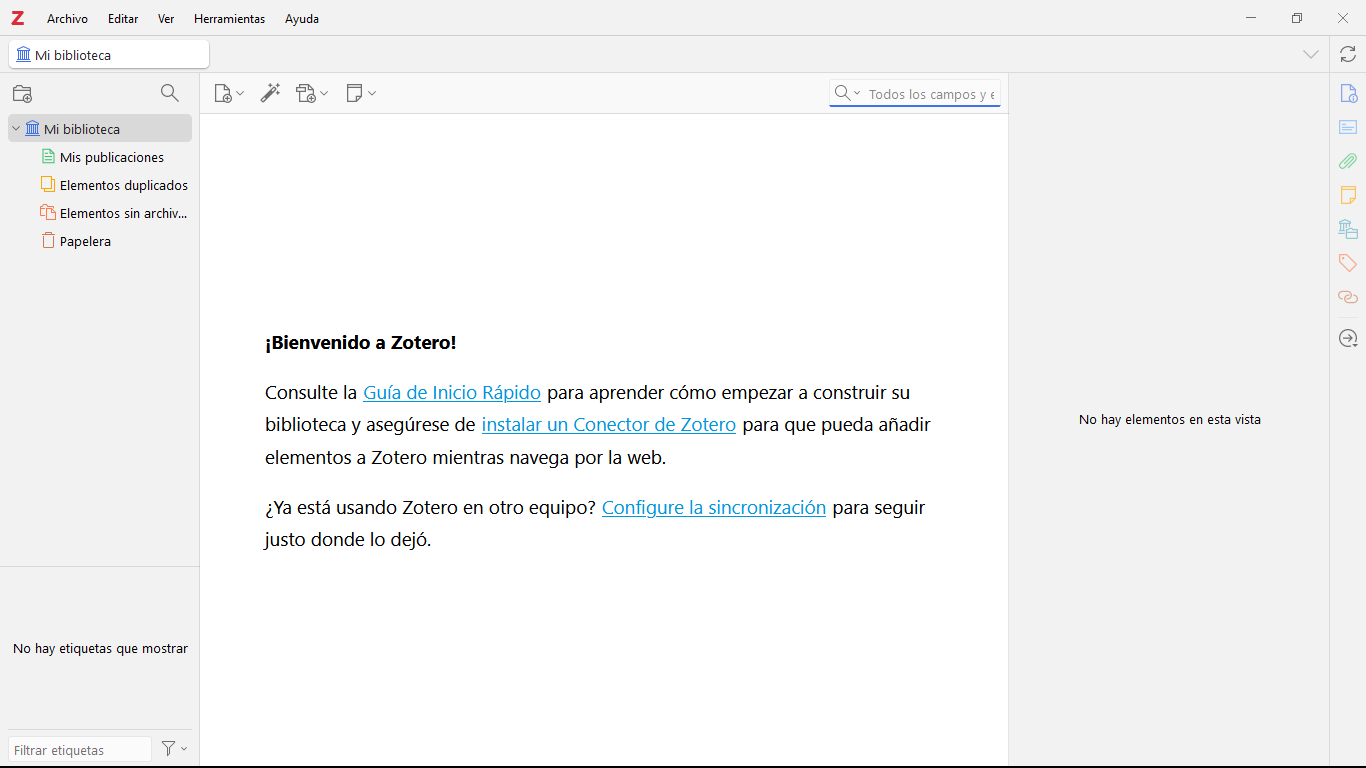 Z Archivo Editar Ver Herramientas Ayuda
Mi biblioteca
Todos los campos y e
Mi biblioteca
Mis publicaciones
Elementos duplicados
Elementos sin archiv...
Papelera
¡Bienvenido a Zotero!
Consulte la Guía de Inicio Rápido para aprender cómo empezar a construir su
biblioteca y asegúrese de instalar un Conector de Zotero para que pueda añadir
elementos a Zotero mientras navega por la web.
¿Ya está usando Zotero en otro equipo? Configure la sincronización para seguir
justo donde lo dejó.
No hay elementos en esta vista
No hay etiquetas que mostrar
Filtrar etiquetas